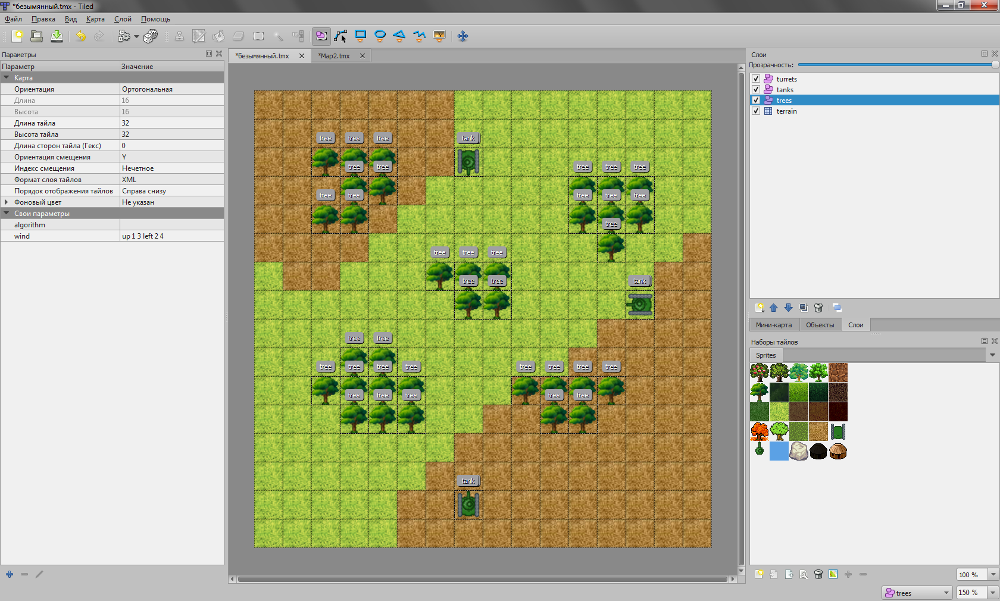 *безымянный.tmx - Tiled
Файл Правка Вид Карта Слой Помощь
Параметры
Параметр Значение
Карта
Ориентация Ортогональная
Длина 16
Высота 16
Длина тайла 32
Высота тайла 32
Длина сторон тайла (Гекс) 0
Ориентация смещения Y
Индекс смещения Нечетное
Формат слоя тайлов XML
Порядок отображения тайлов Справа снизу
Фоновый цвет Не указан
Свои параметры
algorithm
wind up 1 3 left 2 4
*безымянный.tmx *Map2.tmx
tree tree tree tank
tree tree tree tree tree
tree tree tree tree tree
tree
tree tree tree
tree tree tank
tree tree
tree tree tree tree tree tree tree tree
tree tree tree tree tree
tank
Слои
Прозрачность:
turrets
tanks
trees
terrain
Мини-карта Объекты Слои
Наборы тайлов
Sprites
100 %
trees 150 %